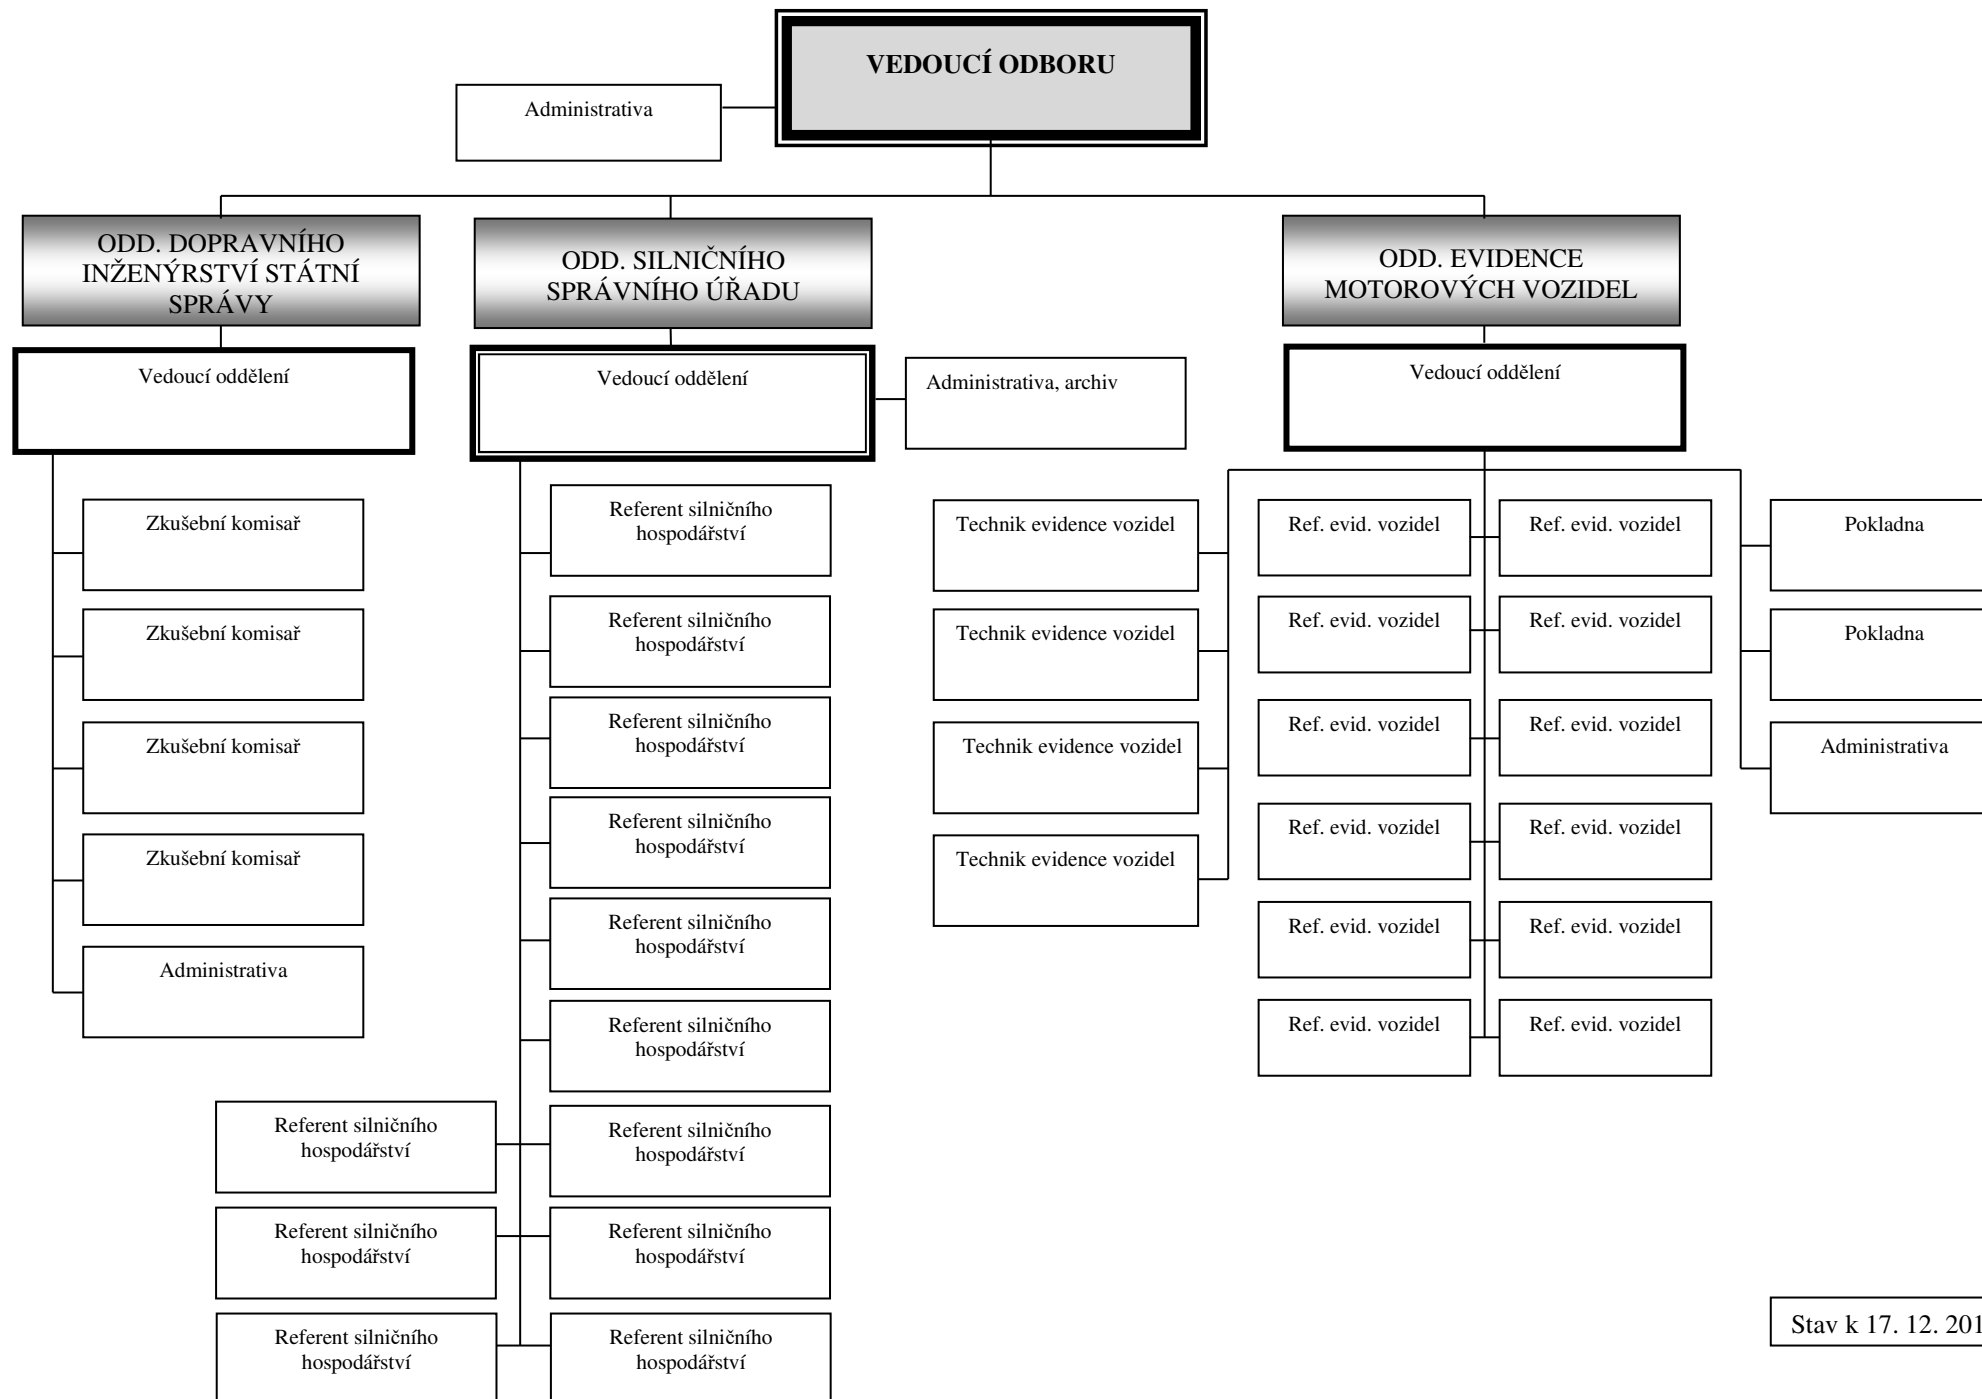 VEDOUCÍ ODBORU
Administrativa
ODD. DOPRAVNÍHO
INŽENÝRSTVÍ STÁTNÍ
SPRÁVY
Vedoucí oddělení
Zkušební komisař
Zkušební komisař
Zkušební komisař
Zkušební komisař
Administrativa
ODD. SILNIČNÍHO
SPRÁVNÍHO ÚŘADU
Vedoucí oddělení
Administrativa, archiv
Referent silničního
hospodářství
Referent silničního
hospodářství
Referent silničního
hospodářství
Referent silničního
hospodářství
Referent silničního
hospodářství
Referent silničního
hospodářství
Referent silničního
hospodářství
Referent silničního
hospodářství
Referent silničního
hospodářství
Referent silničního
hospodářství
Referent silničního
hospodářství
Referent silničního
hospodářství
ODD. EVIDENCE
MOTOROVÝCH VOZIDEL
Vedoucí oddělení
Technik evidence vozidel
Technik evidence vozidel
Technik evidence vozidel
Technik evidence vozidel
Ref. evid. vozidel
Ref. evid. vozidel
Ref. evid. vozidel
Ref. evid. vozidel
Ref. evid. vozidel
Ref. evid. vozidel
Ref. evid. vozidel
Ref. evid. vozidel
Ref. evid. vozidel
Ref. evid. vozidel
Ref. evid. vozidel
Ref. evid. vozidel
Pokladna
Pokladna
Administrativa
Stav k 17. 12. 201